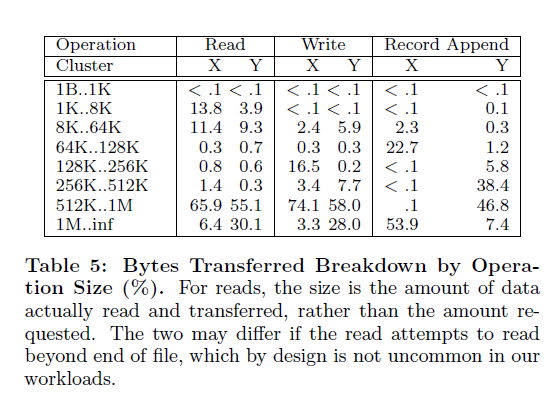 Operation Read Write Record Append
Cluster X Y X Y X Y
1B..1K < .1 < .1 < .1 < .1 < .1 < .1
1K..8K 13.8 3.9 < .1 < .1 < .1 0.1
8K..64K 11.4 9.3 2.4 5.9 2.3 0.3
64K..128K 0.3 0.7 0.3 0.3 22.7 1.2
128K..256K 0.8 0.6 16.5 0.2 < .1 5.8
256K..512K 1.4 0.3 3.4 7.7 < .1 38.4
512K..1M 65.9 55.1 74.1 58.0 .1 46.8
1M..inf 6.4 30.1 3.3 28.0 53.9 7.4
Table 5: Bytes Transferred Breakdown by Opera-
tion Size (%). For reads, the size is the amount of data
actually read and transferred, rather than the amount re-
quested. The two may differ if the read attempts to read
beyond end of file, which by design is not uncommon in our
workloads.